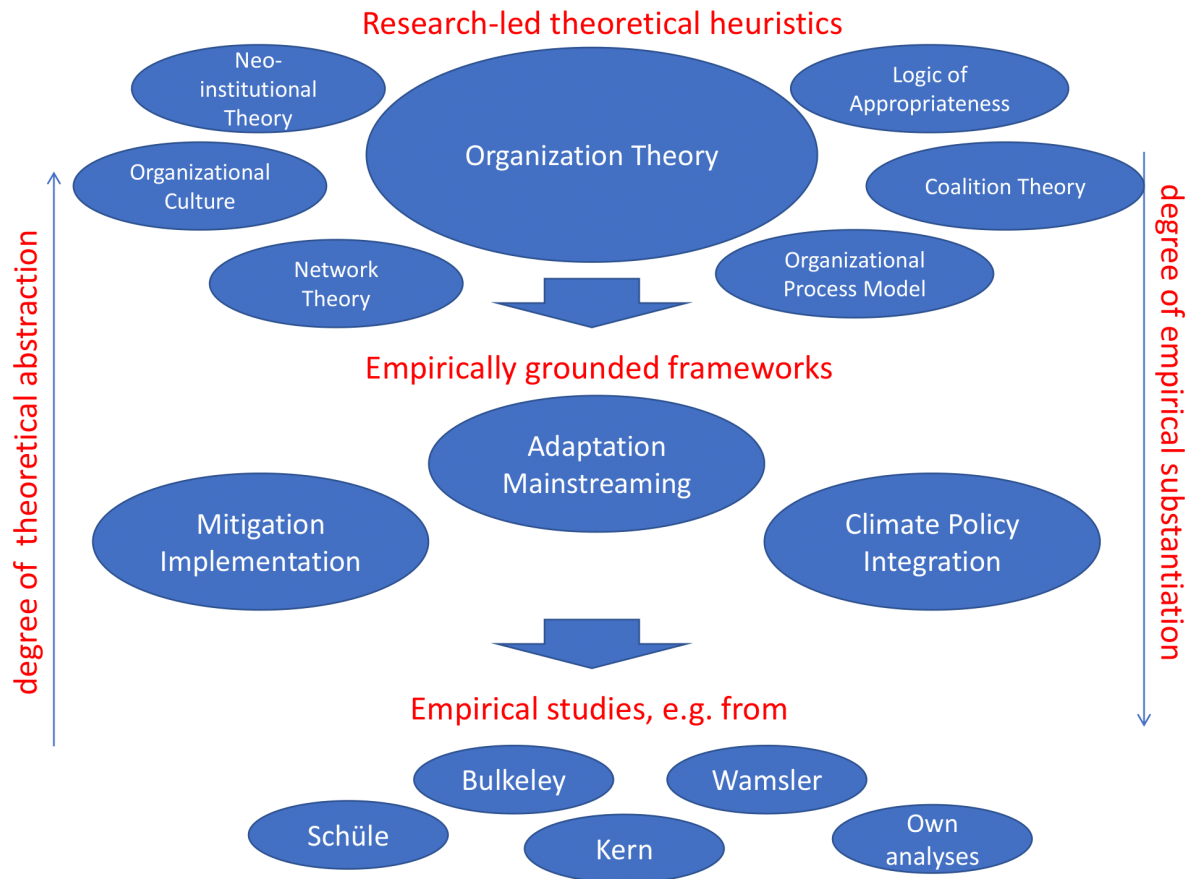 Research-led theoretical heuristics
Neo-
institutional
Theory
Logic of
Appropriateness
Organization Theory
Organizational
Culture
Coalition Theory
Network
Theory
Organizational
Process Model
degree of theoretical abstraction
degree of empirical substantiation
Empirically grounded frameworks
Adaptation
Mainstreaming
Mitigation
Implementation
Climate Policy
Integration
Empirical studies, e.g. from
Bulkeley
Wamsler
Schüle
Kern
Own
analyses